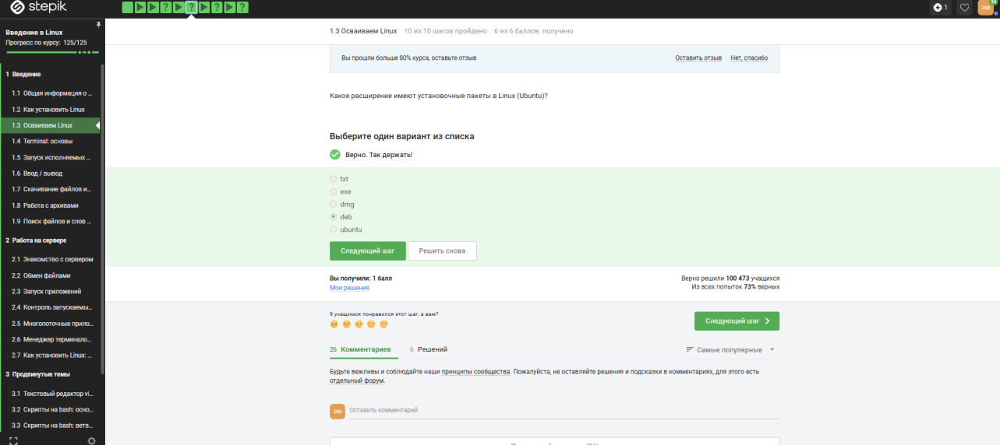 stepik
1
ЭМ
24
Введение в Linux
Прогресс по курсу: 125/125
1 Введение
1.1 Общая информация о ...
1.2 Как установить Linux
1.3 Осваиваем Linux
1.4 Terminal: основы
1.5 Запуск исполняемых ...
1.6 Ввод / вывод
1.7 Скачивание файлов и...
1.8 Работа с архивами
1.9 Поиск файлов и слов ...
2 Работа на сервере
2.1 Знакомство с сервером
2.2 Обмен файлами
2.3 Запуск приложений
2.4 Контроль запускаемы...
2.5 Многопоточные прило...
2.6 Менеджер терминало...
2.7 Как установить Linux: ...
3 Продвинутые темы
3.1 Текстовый редактор vi...
3.2 Скрипты на bash: осно...
3.3 Скрипты на bash: ветв...
1.3 Осваиваем Linux 10 из 10 шагов пройдено 6 из 6 баллов получено
Вы прошли больше 80% курса, оставьте отзыв Оставить отзыв Нет, спасибо
Какое расширение имеют установочные пакеты в Linux (Ubuntu)?
Выберите один вариант из списка
Верно. Так держать!
txt
exe
dmg
deb
ubuntu
Следующий шаг Решить снова
Вы получили: 1 балл
Мои решения
Верно решили 100 473 учащихся
Из всех попыток 73% верных
9 учащимся понравился этот шаг, а вам?
Следующий шаг
26 Комментариев 6 Решений Самые популярные
Будьте вежливы и соблюдайте наши принципы сообщества. Пожалуйста, не оставляйте решения и подсказки в комментариях, для этого есть
отдельный форум.
ЭМ Оставить комментарий